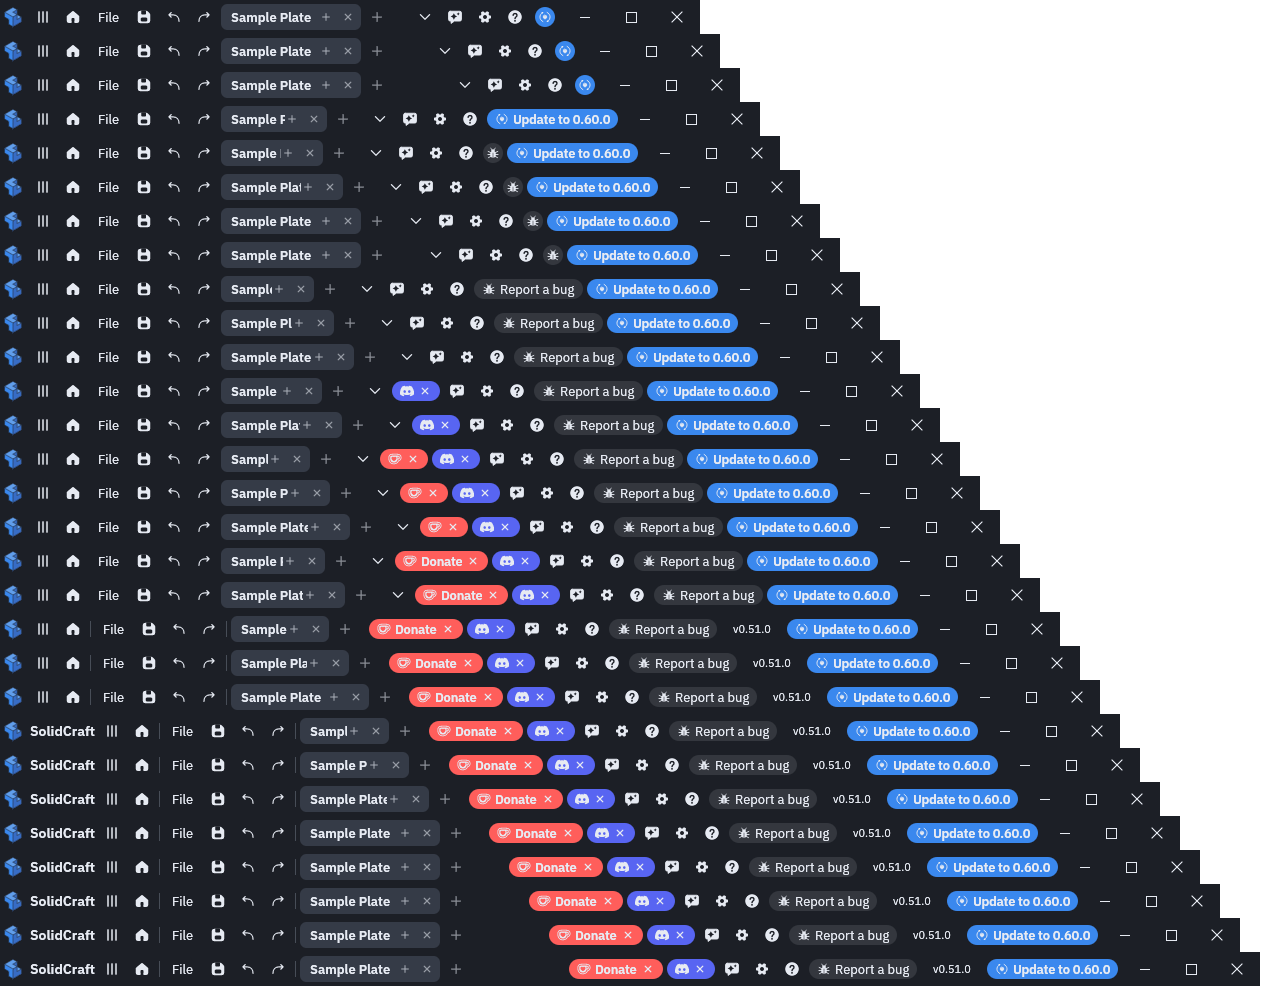 File Sample Plate
File Sample Plate
File Sample Plate
File Sample P Update to 0.60.0
File Sample Update to 0.60.0
File Sample Plat Update to 0.60.0
File Sample Plate Update to 0.60.0
File Sample Plate Update to 0.60.0
File Sample Report a bug Update to 0.60.0
File Sample Pl Report a bug Update to 0.60.0
File Sample Plate Report a bug Update to 0.60.0
File Sample Report a bug Update to 0.60.0
File Sample Plat Report a bug Update to 0.60.0
File Sampl Report a bug Update to 0.60.0
File Sample P Report a bug Update to 0.60.0
File Sample Plate Report a bug Update to 0.60.0
File Sample Donate Report a bug Update to 0.60.0
File Sample Plat Donate Report a bug Update to 0.60.0
File Sample Donate Report a bug v0.51.0 Update to 0.60.0
File Sample Pla Donate Report a bug v0.51.0 Update to 0.60.0
File Sample Plate Donate Report a bug v0.51.0 Update to 0.60.0
SolidCraft File Sampl Donate Report a bug v0.51.0 Update to 0.60.0
SolidCraft File Sample P Donate Report a bug v0.51.0 Update to 0.60.0
SolidCraft File Sample Plate Donate Report a bug v0.51.0 Update to 0.60.0
SolidCraft File Sample Plate Donate Report a bug v0.51.0 Update to 0.60.0
SolidCraft File Sample Plate Donate Report a bug v0.51.0 Update to 0.60.0
SolidCraft File Sample Plate Donate Report a bug v0.51.0 Update to 0.60.0
SolidCraft File Sample Plate Donate Report a bug v0.51.0 Update to 0.60.0
SolidCraft File Sample Plate Donate Report a bug v0.51.0 Update to 0.60.0